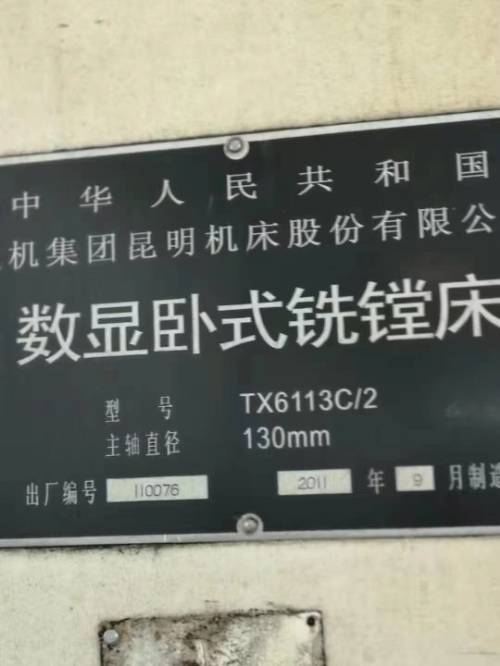 中华人民共和国
机集团昆明机床股份有限公
数显卧式铣镗床
型 号 TX6113C/2
主轴直径 130mm
出厂编号 110076 2011 年 9 月制造